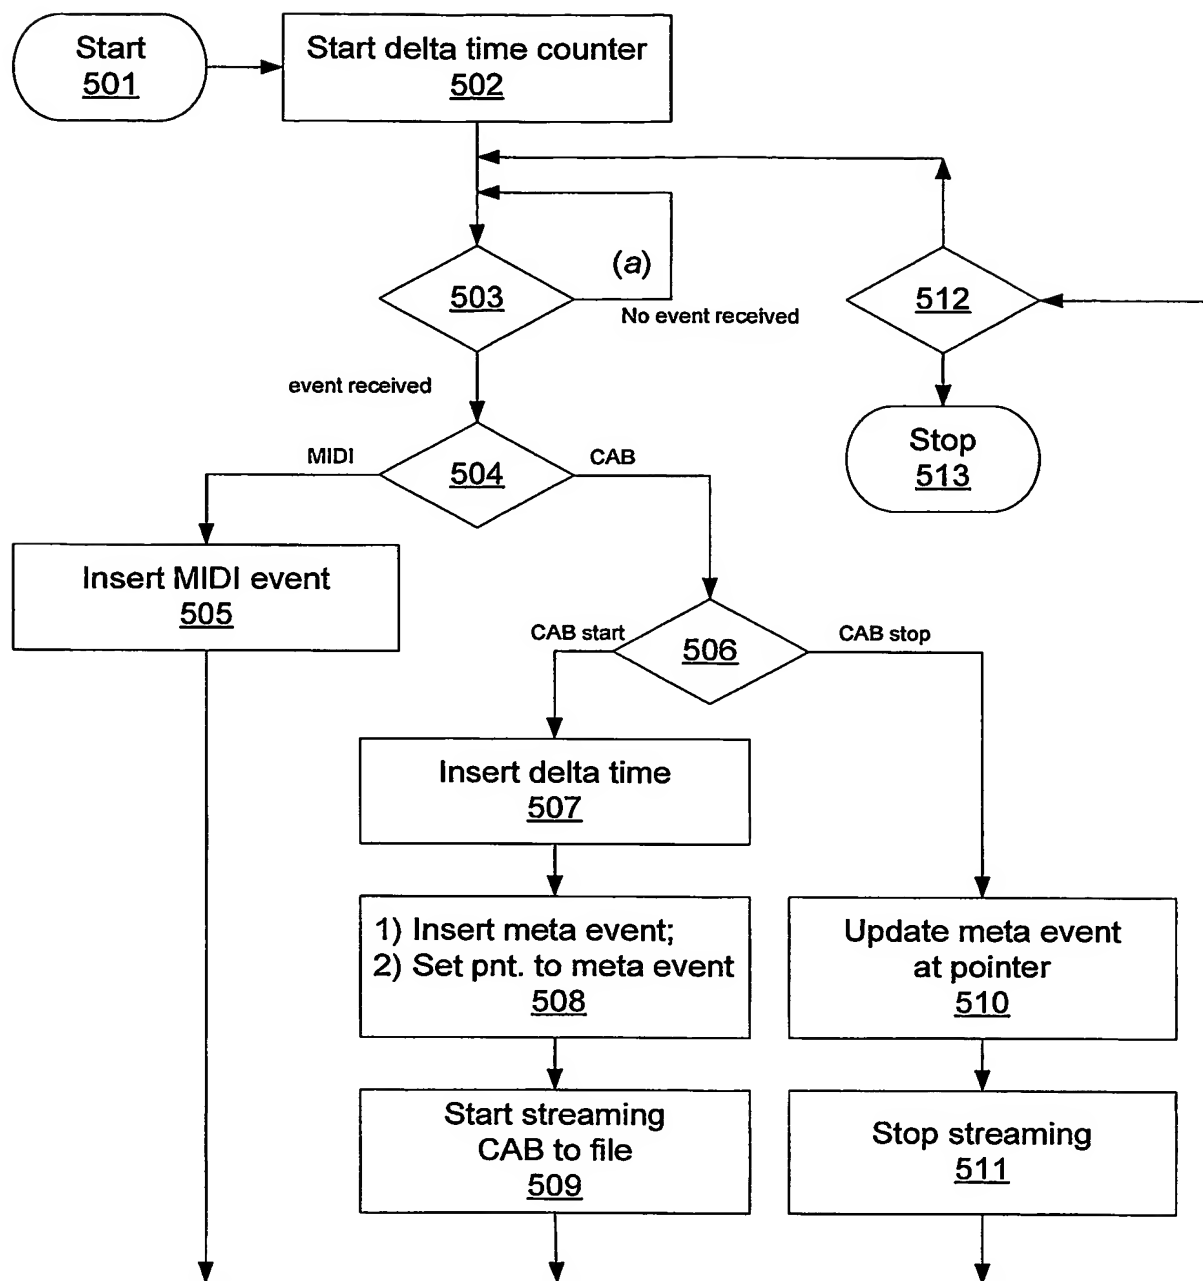 Start
501
Start delta time counter
502
(a)
503
No event received
512
event received
Stop
513
MIDI
504
CAB
Insert MIDI event
505
CAB start
506
CAB stop
Insert delta time
507
1) Insert meta event;
2) Set pnt. to meta event
508
Update meta event
at pointer
510
Start streaming
CAB to file
509
Stop streaming
511